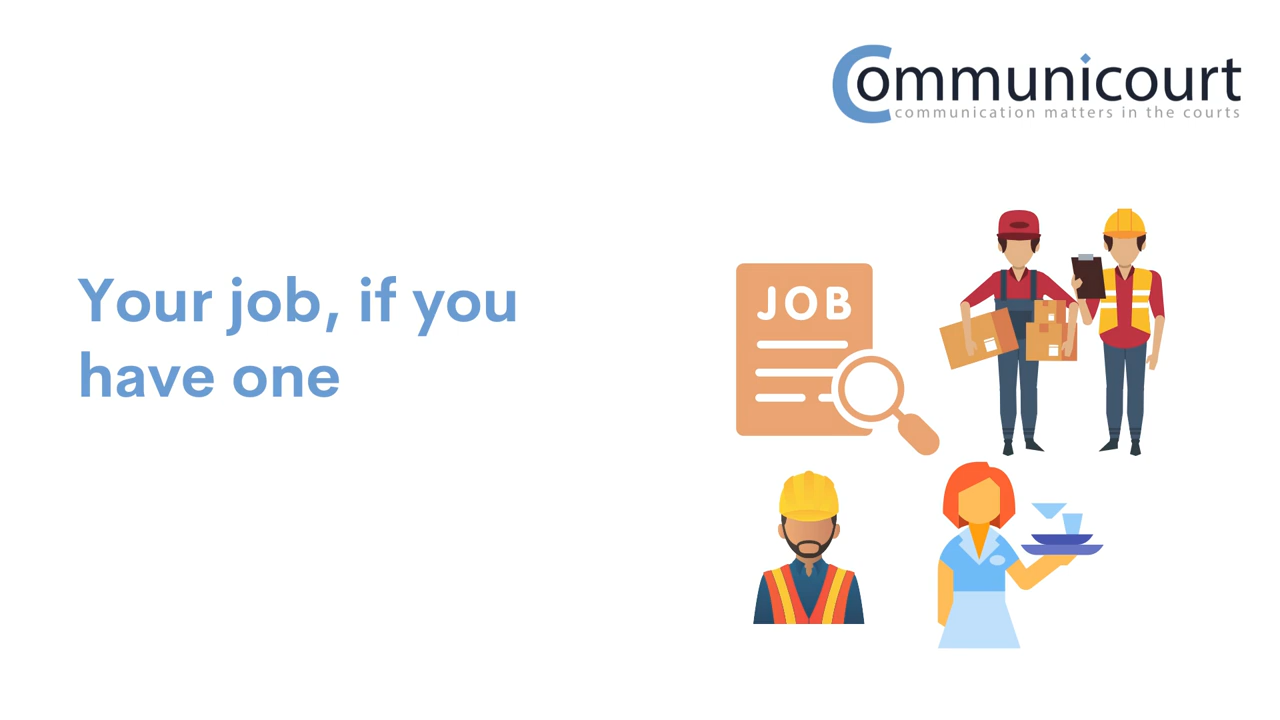 Communicourt
communication matters in the courts
Your job, if you
have one
JOB